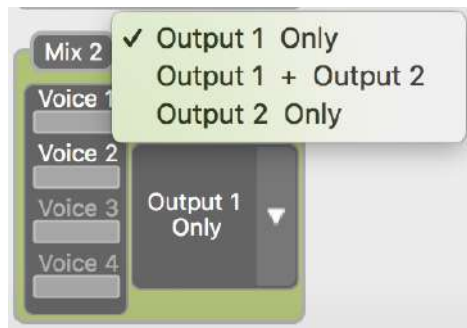 Mix 2
✓ Output 1 Only
Output 1 + Output 2
Output 2 Only
Voice 1
Voice 2
Voice 3
Voice 4
Output 1
Only